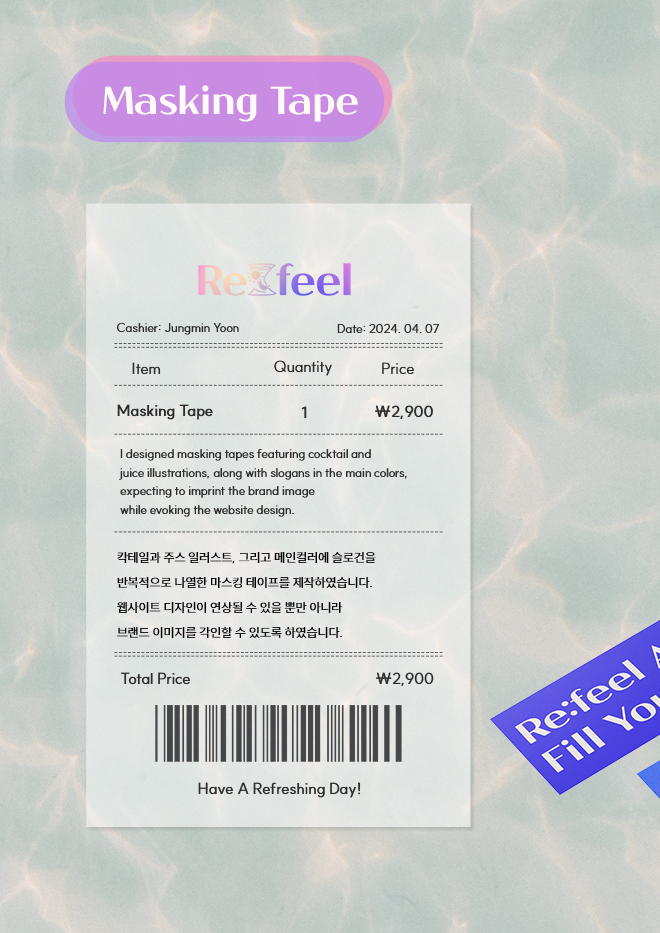 Masking Tape
Re:feel
Cashier: Jungmin Yoon
Date: 2024. 04. 07
Item Quantity Price
Masking Tape 1 ₩2,900
I designed masking tapes featuring cocktail and
juice illustrations, along with slogans in the main colors,
expecting to imprint the brand image
while evoking the website design.
칵테일과 주스 일러스트, 그리고 메인컬러에 슬로건을
반복적으로 나열한 마스킹 테이프를 제작하였습니다.
웹사이트 디자인이 연상될 수 있을 뿐만 아니라
브랜드 이미지를 각인할 수 있도록 하였습니다.
Total Price ₩2,900
Have A Refreshing Day!
Re:feel
Fill